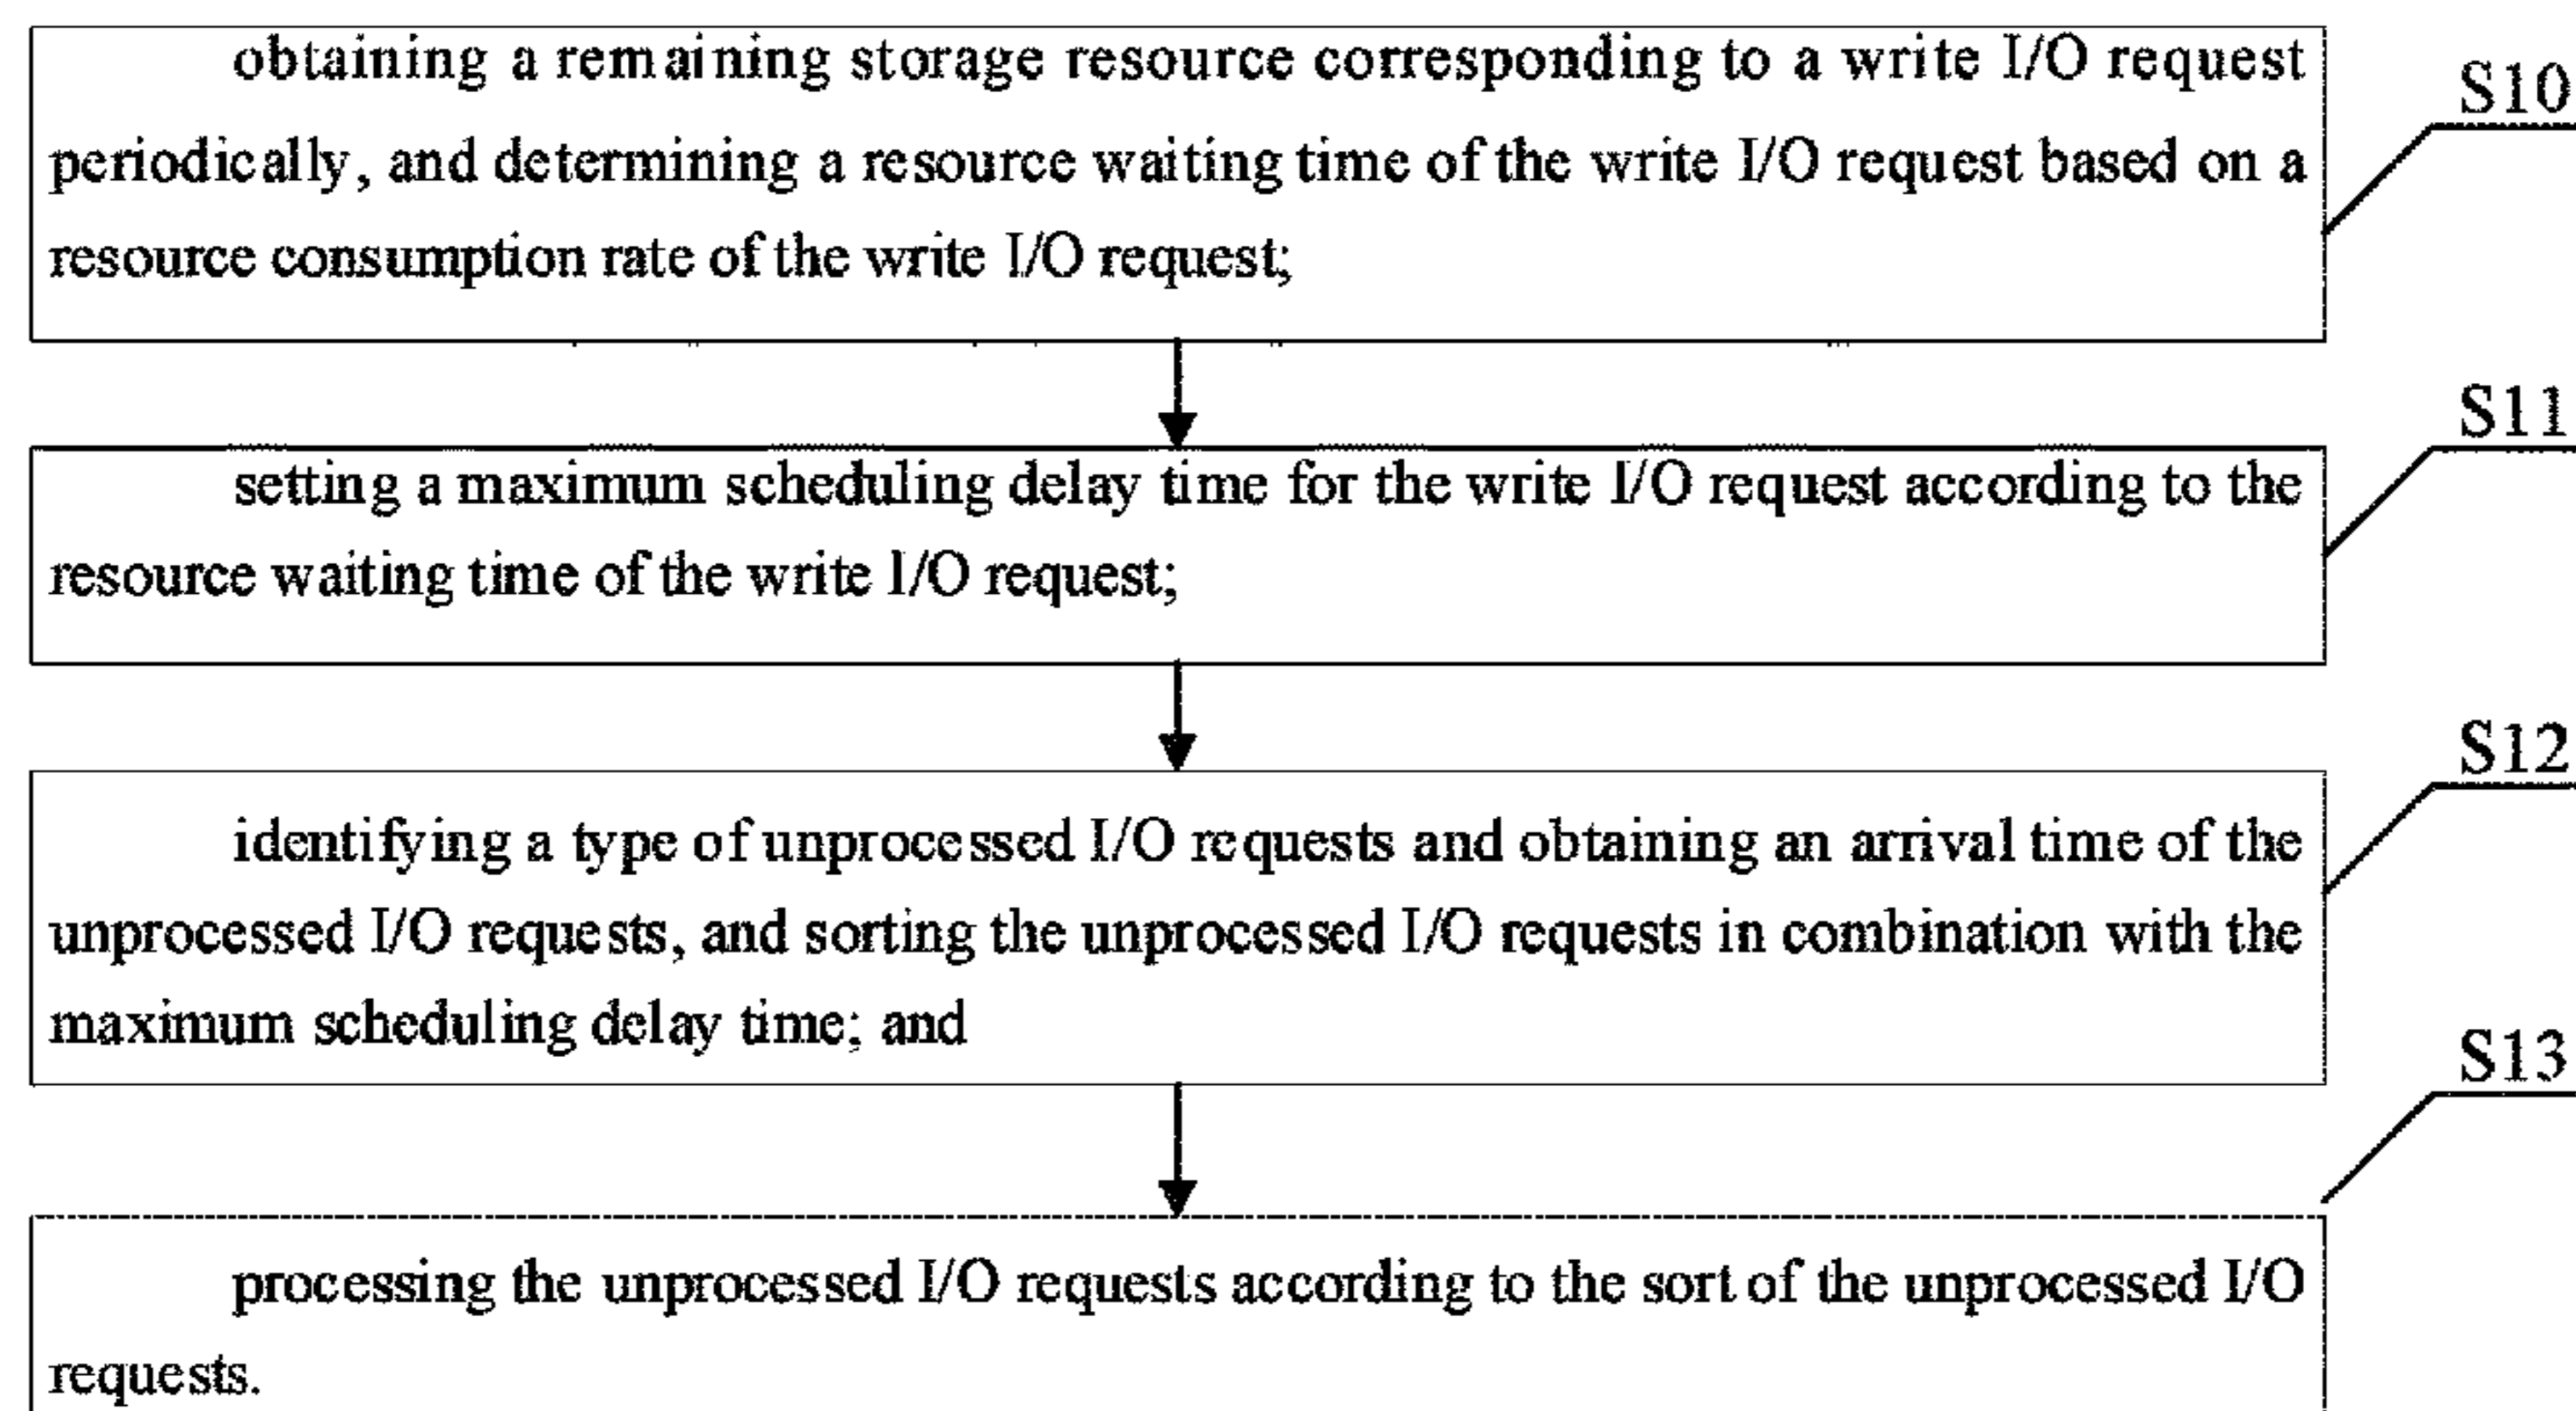 obtaining a remaining storage resource corresponding to a write I/O request
S10
periodically, and determining a resource waiting time of the write I/O request based on a
resource consumption rate of the write I/O request;
S11
setting a maximum scheduling delay time for the write I/O request according to the
resource waiting time of the write I/O request;
S12
identifying a type of unprocessed I/O requests and obtaining an arrival time of the
unprocessed I/O requests, and sorting the unprocessed I/O requests in combination with the
maximum scheduling delay time; and
S13
processing the unprocessed I/O requests according to the sort of the unprocessed I/O
requests.